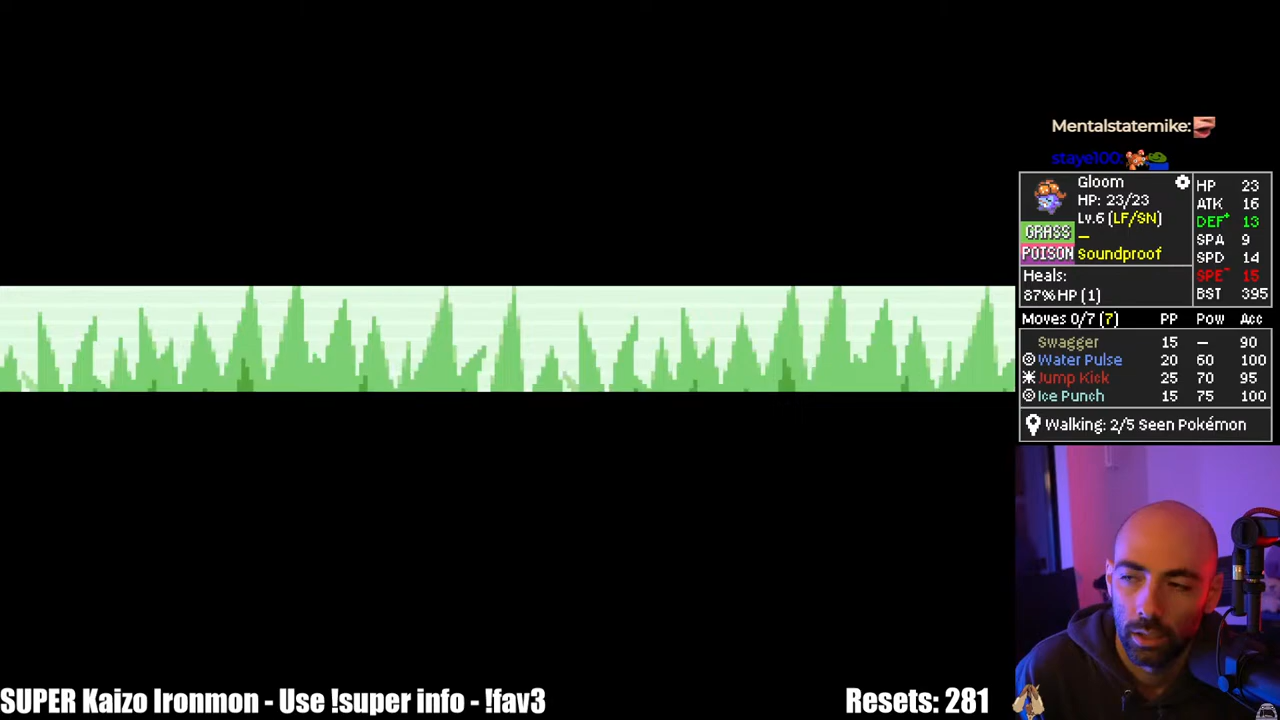 Mentalstatemike:
staye100:
Gloom
HP: 23/23
Lv.6 (LF/SN)
—
GRASS
POISON
Soundproof
Heals:
87% HP (1)
HP 23
ATK 16
DEF+ 13
SPA 9
SPD 14
SPE- 15
BST 395
Moves 0/7 (7) PP Pow Acc
Swagger 15 — 90
Water Pulse 20 60 100
Jump Kick 25 70 95
Ice Punch 15 75 100
Walking: 2/5 Seen Pokémon
SUPER Kaizo Ironmon - Use !super info - !fav3
Resets: 281